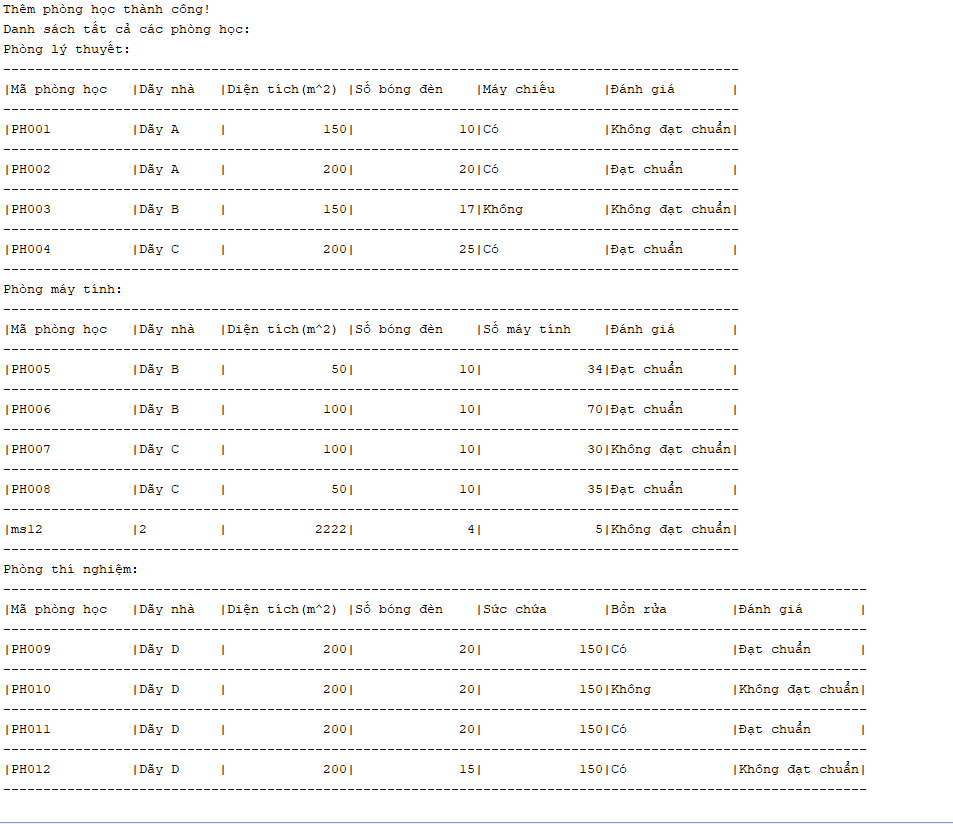 Thêm phòng học thành công!
Danh sách tất cả các phòng học:
Phòng lý thuyết:
|Mã phòng học |Dãy nhà |Diện tích(m^2) |Số bóng đèn |Máy chiếu |Đánh giá |
|PH001 |Dãy A | 150| 10|Có |Không đạt chuẩn|
|PH002 |Dãy A | 200| 20|Có |Đạt chuẩn |
|PH003 |Dãy B | 150| 17|Không |Không đạt chuẩn|
|PH004 |Dãy C | 200| 25|Có |Đạt chuẩn |
Phòng máy tính:
|Mã phòng học |Dãy nhà |Diện tích(m^2) |Số bóng đèn |Số máy tính |Đánh giá |
|PH005 |Dãy B | 50| 10| 34|Đạt chuẩn |
|PH006 |Dãy B | 100| 10| 70|Đạt chuẩn |
|PH007 |Dãy C | 100| 10| 30|Không đạt chuẩn|
|PH008 |Dãy C | 50| 10| 35|Đạt chuẩn |
|ms12 |2 | 2222| 4| 5|Không đạt chuẩn|
Phòng thí nghiệm:
|Mã phòng học |Dãy nhà |Diện tích(m^2) |Số bóng đèn |Sức chứa |Bồn rửa |Đánh giá |
|PH009 |Dãy D | 200| 20| 150|Có |Đạt chuẩn |
|PH010 |Dãy D | 200| 20| 150|Không |Không đạt chuẩn|
|PH011 |Dãy D | 200| 20| 150|Có |Đạt chuẩn |
|PH012 |Dãy D | 200| 15| 150|Có |Không đạt chuẩn|